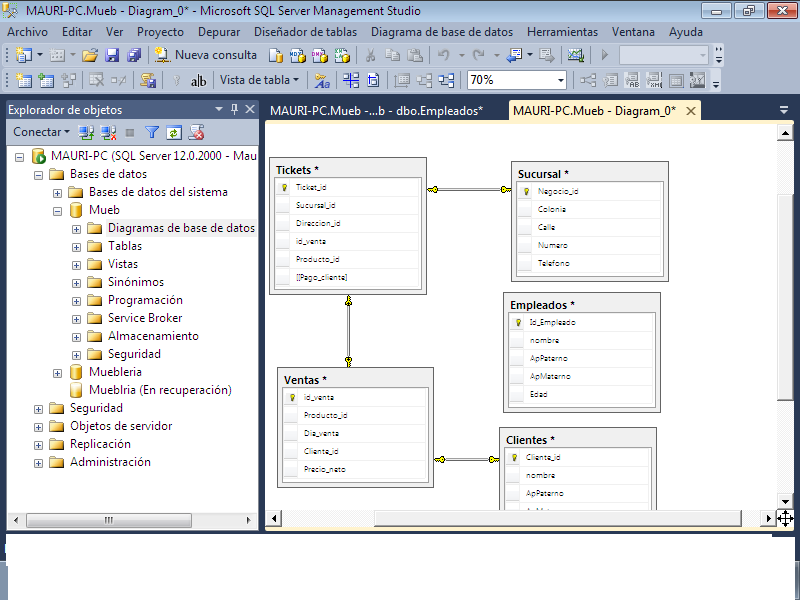 MAURI-PC.Mueb - Diagram_0* - Microsoft SQL Server Management Studio
Archivo Editar Ver Proyecto Depurar Diseñador de tablas Diagrama de base de datos Herramientas Ventana Ayuda
Nueva consulta
Vista de tabla 70%
Explorador de objetos
Conectar
MAURI-PC (SQL Server 12.0.2000 - Mau
Bases de datos
Bases de datos del sistema
Mueb
Diagramas de base de datos
Tablas
Vistas
Sinónimos
Programación
Service Broker
Almacenamiento
Seguridad
Muebleria
Mueblria (En recuperación)
Seguridad
Objetos de servidor
Replicación
Administración
MAURI-PC.Mueb -...b - dbo.Empleados* MAURI-PC.Mueb - Diagram_0*
Tickets *
Ticket_id
Sucursal_id
Direccion_id
id_venta
Producto_id
[[Pago_cliente]
Sucursal *
Negocio_id
Colonia
Calle
Numero
Telefono
Empleados *
Id_Empleado
nombre
ApPaterno
ApMaterno
Edad
Ventas *
id_venta
Producto_id
Dia_venta
Cliente_id
Precio_neto
Clientes *
Cliente_id
nombre
ApPaterno